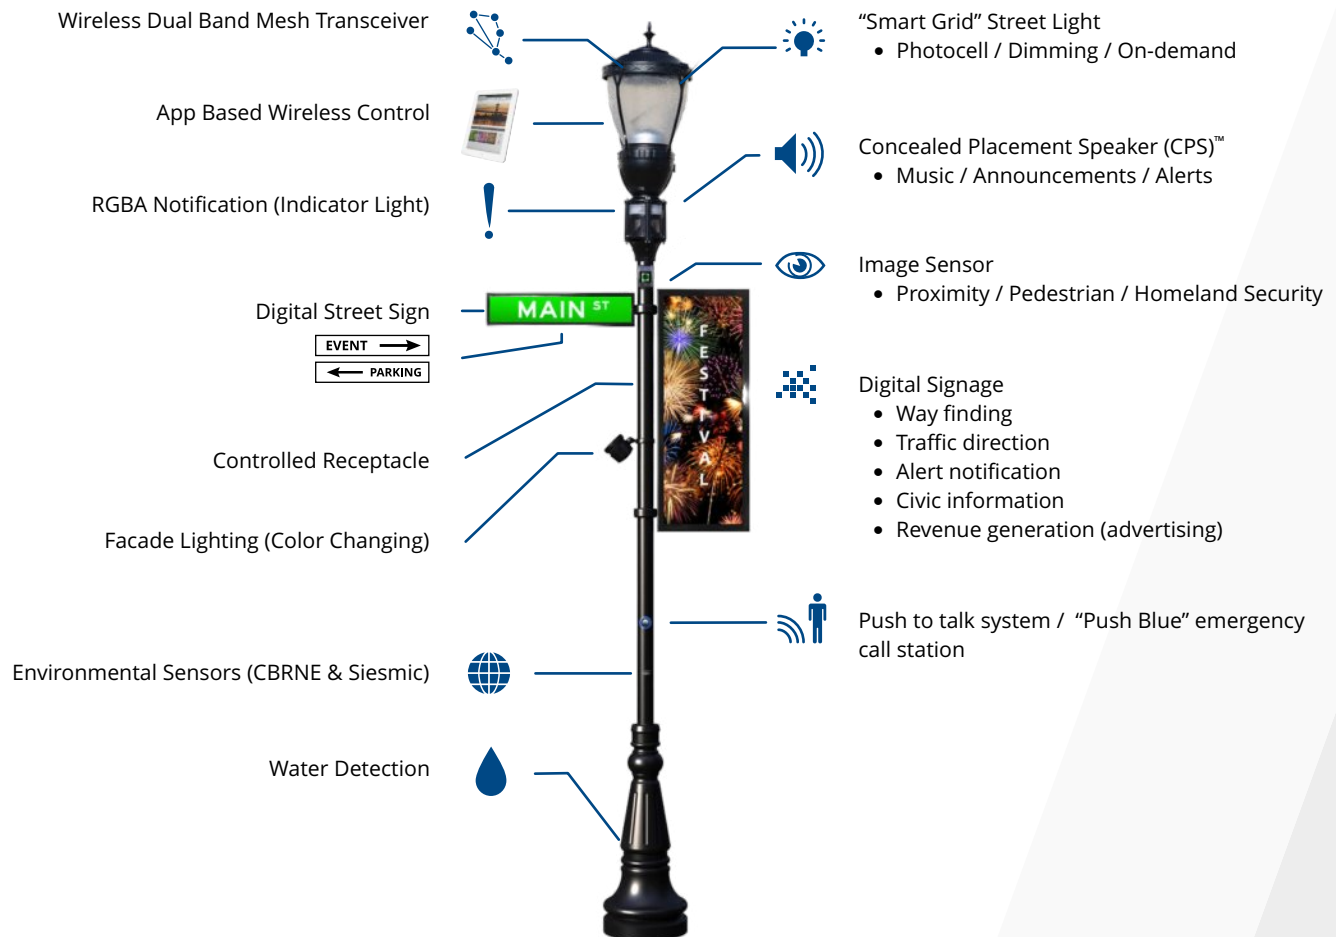 Wireless Dual Band Mesh Transceiver
App Based Wireless Control
RGBA Notification (Indicator Light)
Digital Street Sign
EVENT
PARKING
Controlled Receptacle
Facade Lighting (Color Changing)
Environmental Sensors (CBRNE & Siesmic)
Water Detection
MAIN ST
FESTIVAL
“Smart Grid” Street Light
• Photocell / Dimming / On-demand
Concealed Placement Speaker (CPS)™
• Music / Announcements / Alerts
Image Sensor
• Proximity / Pedestrian / Homeland Security
Digital Signage
• Way finding
• Traffic direction
• Alert notification
• Civic information
• Revenue generation (advertising)
Push to talk system / “Push Blue” emergency
call station